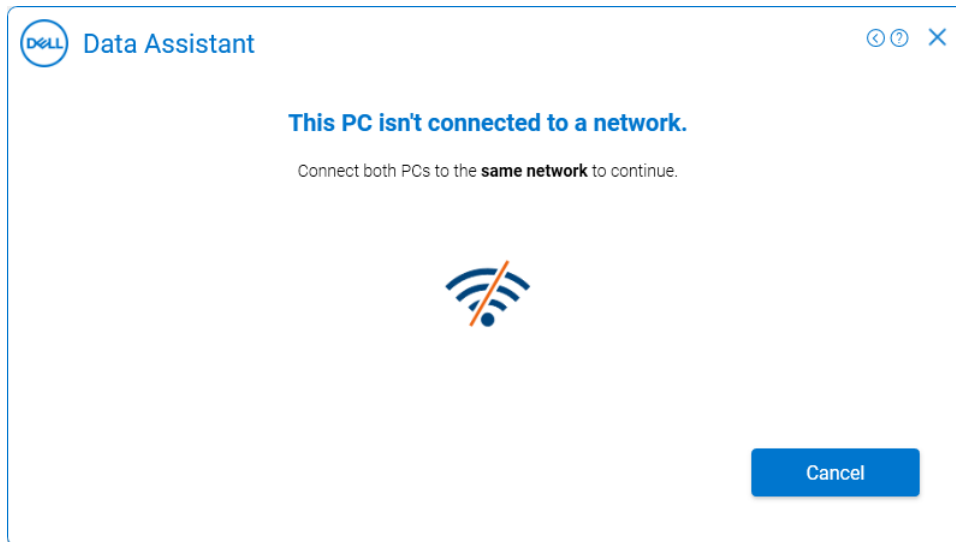 DELL Data Assistant
This PC isn't connected to a network.
Connect both PCs to the same network to continue.
Cancel